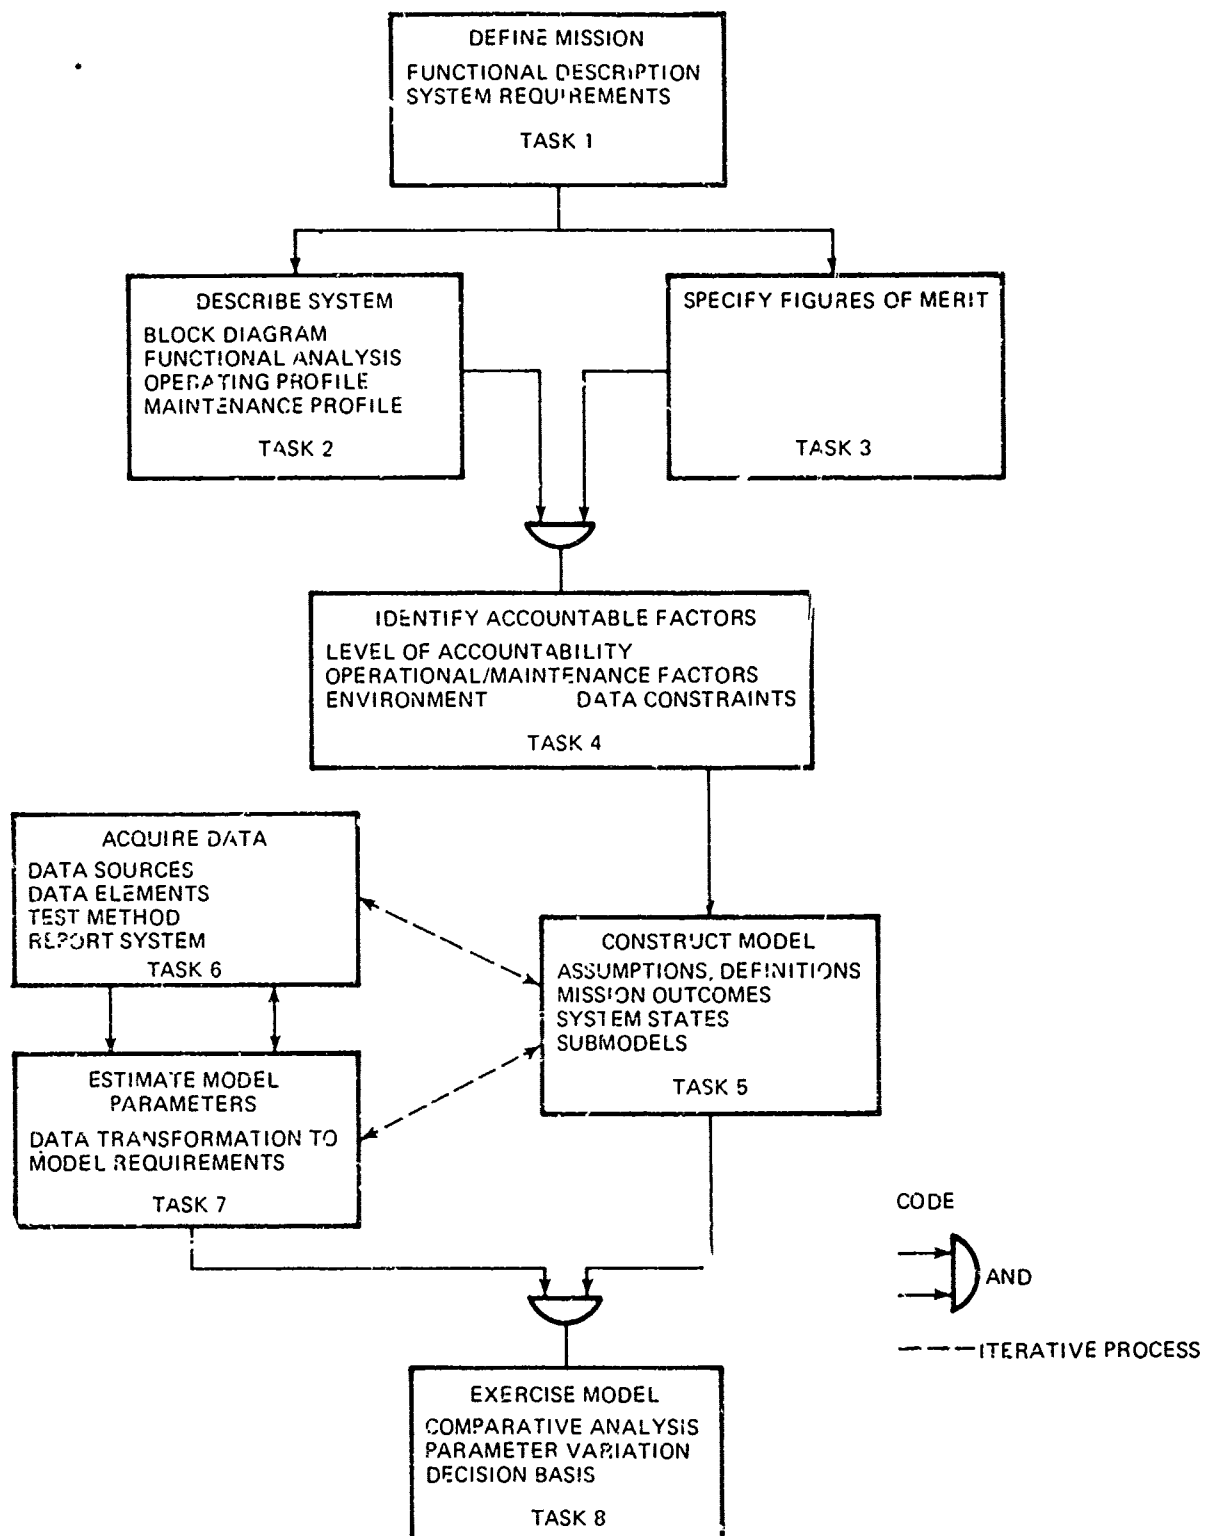 DEFINE MISSION
FUNCTIONAL DESCRIPTION
SYSTEM REQUIREMENTS
TASK 1
DESCRIBE SYSTEM
BLOCK DIAGRAM
FUNCTIONAL ANALYSIS
OPERATING PROFILE
MAINTENANCE PROFILE
TASK 2
SPECIFY FIGURES OF MERIT
TASK 3
IDENTIFY ACCOUNTABLE FACTORS
LEVEL OF ACCOUNTABILITY
OPERATIONAL/MAINTENANCE FACTORS
ENVIRONMENT DATA CONSTRAINTS
TASK 4
ACQUIRE DATA
DATA SOURCES
DATA ELEMENTS
TEST METHOD
REPORT SYSTEM
TASK 6
CONSTRUCT MODEL
ASSUMPTIONS, DEFINITIONS
MISSION OUTCOMES
SYSTEM STATES
SUBMODELS
TASK 5
ESTIMATE MODEL
PARAMETERS
DATA TRANSFORMATION TO
MODEL REQUIREMENTS
TASK 7
CODE
AND
ITERATIVE PROCESS
EXERCISE MODEL
COMPARATIVE ANALYSIS
PARAMETER VARIATION
DECISION BASIS
TASK 8